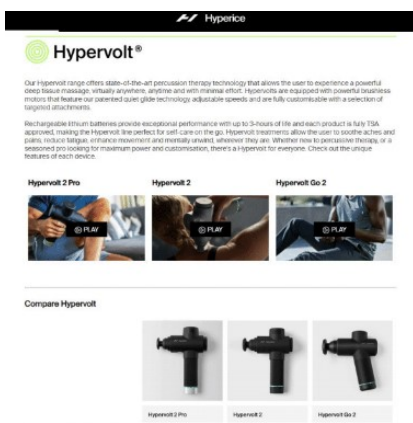 Hyperice
Hypervolt®
Our Hypervolt range offers state-of-the-art percussion therapy technology that allows the user to experience a powerful
deep tissue massage, virtually anywhere, anytime and with minimal effort. Hypervolts are equipped with powerful brushless
motors that feature our patented quiet glide technology adjustable speeds and are fully customisable with a selection of
targeted attachments.
Rechargeable lithium batteries provide exceptional performance with up to 3-hours of life and each product is fully TSA
approved, making the Hypervolt line perfect for self-care on the go. Hypervolt treatments allow the user to soothe aches and
pains, reduce fatigue, enhance movement and mentally unwind, wherever they are. Whether new to percussive therapy, or a
seasoned pro looking for maximum power and customisation, there's a Hypervolt for everyone. Check out the unique
features of each device.
Hypervolt 2 Pro Hypervolt 2 Hypervolt Go 2
PLAY PLAY PLAY
Compare Hypervolt
Hypervolt 2 Pro Hypervolt 2 Hypervolt Go 2